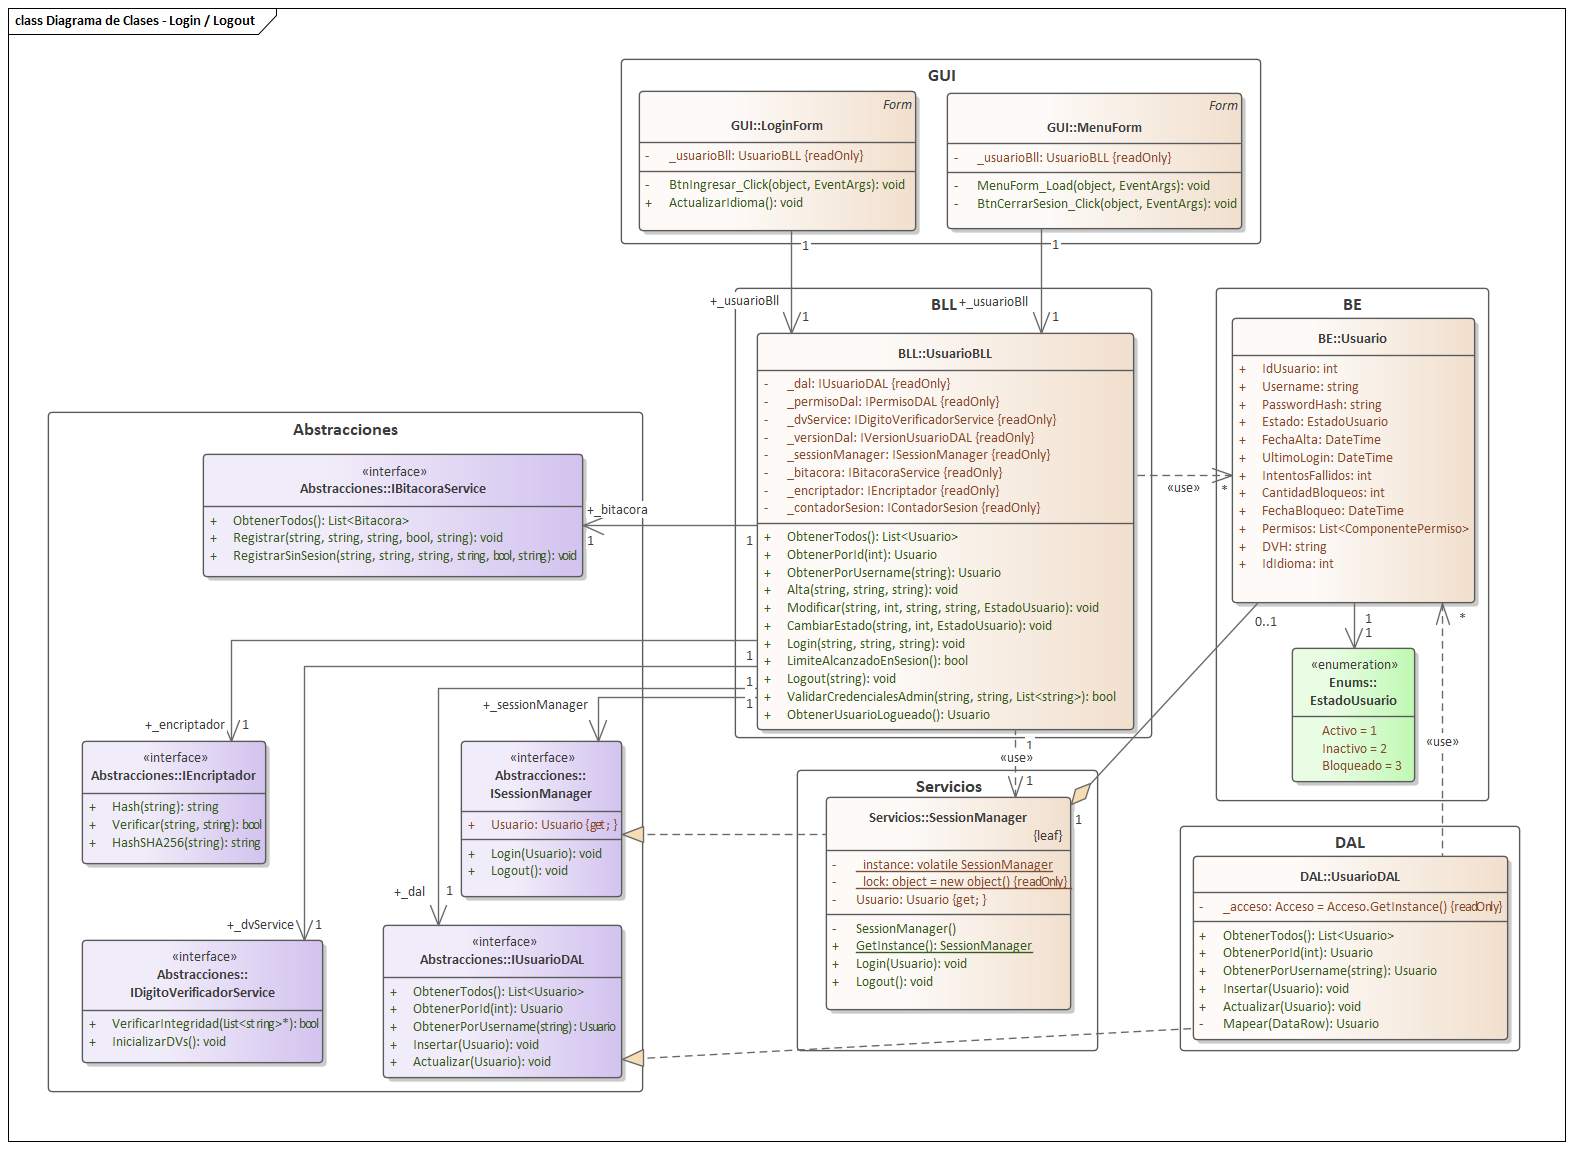 class Diagrama de Clases - Login / Logout
GUI
Form
GUI::LoginForm
- _usuarioBll: UsuarioBLL {readOnly}
- BtnIngresar_Click(object, EventArgs): void
+ ActualizarIdioma(): void
Form
GUI::MenuForm
- _usuarioBll: UsuarioBLL {readOnly}
- MenuForm_Load(object, EventArgs): void
- BtnCerrarSesion_Click(object, EventArgs): void
1
1
+_usuarioBll
1
+_usuarioBll
1
BLL
BLL::UsuarioBLL
- _dal: IUsuarioDAL {readOnly}
- _permisoDal: IPermisoDAL {readOnly}
- _dvService: IDigitoVerificadorService {readOnly}
- _versionDal: IVersionUsuarioDAL {readOnly}
- _sessionManager: ISessionManager {readOnly}
- _bitacora: IBitacoraService {readOnly}
- _encriptador: IEncriptador {readOnly}
- _contadorSesion: IContadorSesion {readOnly}
+ ObtenerTodos(): List<Usuario>
+ ObtenerPorId(int): Usuario
+ ObtenerPorUsername(string): Usuario
+ Alta(string, string, string): void
+ Modificar(string, int, string, string, EstadoUsuario): void
+ CambiarEstado(string, int, EstadoUsuario): void
+ Login(string, string, string): void
+ LimiteAlcanzadoEnSesion(): bool
+ Logout(string): void
+ ValidarCredencialesAdmin(string, string, List<string>): bool
+ ObtenerUsuarioLogueado(): Usuario
«use»
*
BE
BE::Usuario
+ IdUsuario: int
+ Username: string
+ PasswordHash: string
+ Estado: EstadoUsuario
+ FechaAlta: DateTime
+ UltimoLogin: DateTime
+ IntentosFallidos: int
+ CantidadBloqueos: int
+ FechaBloqueo: DateTime
+ Permisos: List<ComponentePermiso>
+ DVH: string
+ IdIdioma: int
0..1
1
1
*
«enumeration»
Enums::
EstadoUsuario
Activo = 1
Inactivo = 2
Bloqueado = 3
«use»
Abstracciones
«interface»
Abstracciones::IBitacoraService
+ ObtenerTodos(): List<Bitacora>
+ Registrar(string, string, string, bool, string): void
+ RegistrarSinSesion(string, string, string, string, bool, string): void
+_bitacora
1
1
1
1
1
+_encriptador
1
«interface»
Abstracciones::IEncriptador
+ Hash(string): string
+ Verificar(string, string): bool
+ HashSHA256(string): string
+_sessionManager
«interface»
Abstracciones::
ISessionManager
+ Usuario: Usuario {get; }
+ Login(Usuario): void
+ Logout(): void
+_dvService
1
«interface»
Abstracciones::
IDigitoVerificadorService
+ VerificarIntegridad(List<string>*): bool
+ InicializarDVs(): void
+_dal
1
«interface»
Abstracciones::IUsuarioDAL
+ ObtenerTodos(): List<Usuario>
+ ObtenerPorId(int): Usuario
+ ObtenerPorUsername(string): Usuario
+ Insertar(Usuario): void
+ Actualizar(Usuario): void
1
«use»
1
Servicios
Servicios::SessionManager
{leaf}
- _instance: volatile SessionManager
- _lock: object = new object() {readOnly}
- Usuario: Usuario {get; }
- SessionManager()
+ GetInstance(): SessionManager
+ Login(Usuario): void
+ Logout(): void
1
DAL
DAL::UsuarioDAL
- _acceso: Acceso = Acceso.GetInstance() {readOnly}
+ ObtenerTodos(): List<Usuario>
+ ObtenerPorId(int): Usuario
+ ObtenerPorUsername(string): Usuario
+ Insertar(Usuario): void
+ Actualizar(Usuario): void
- Mapear(DataRow): Usuario